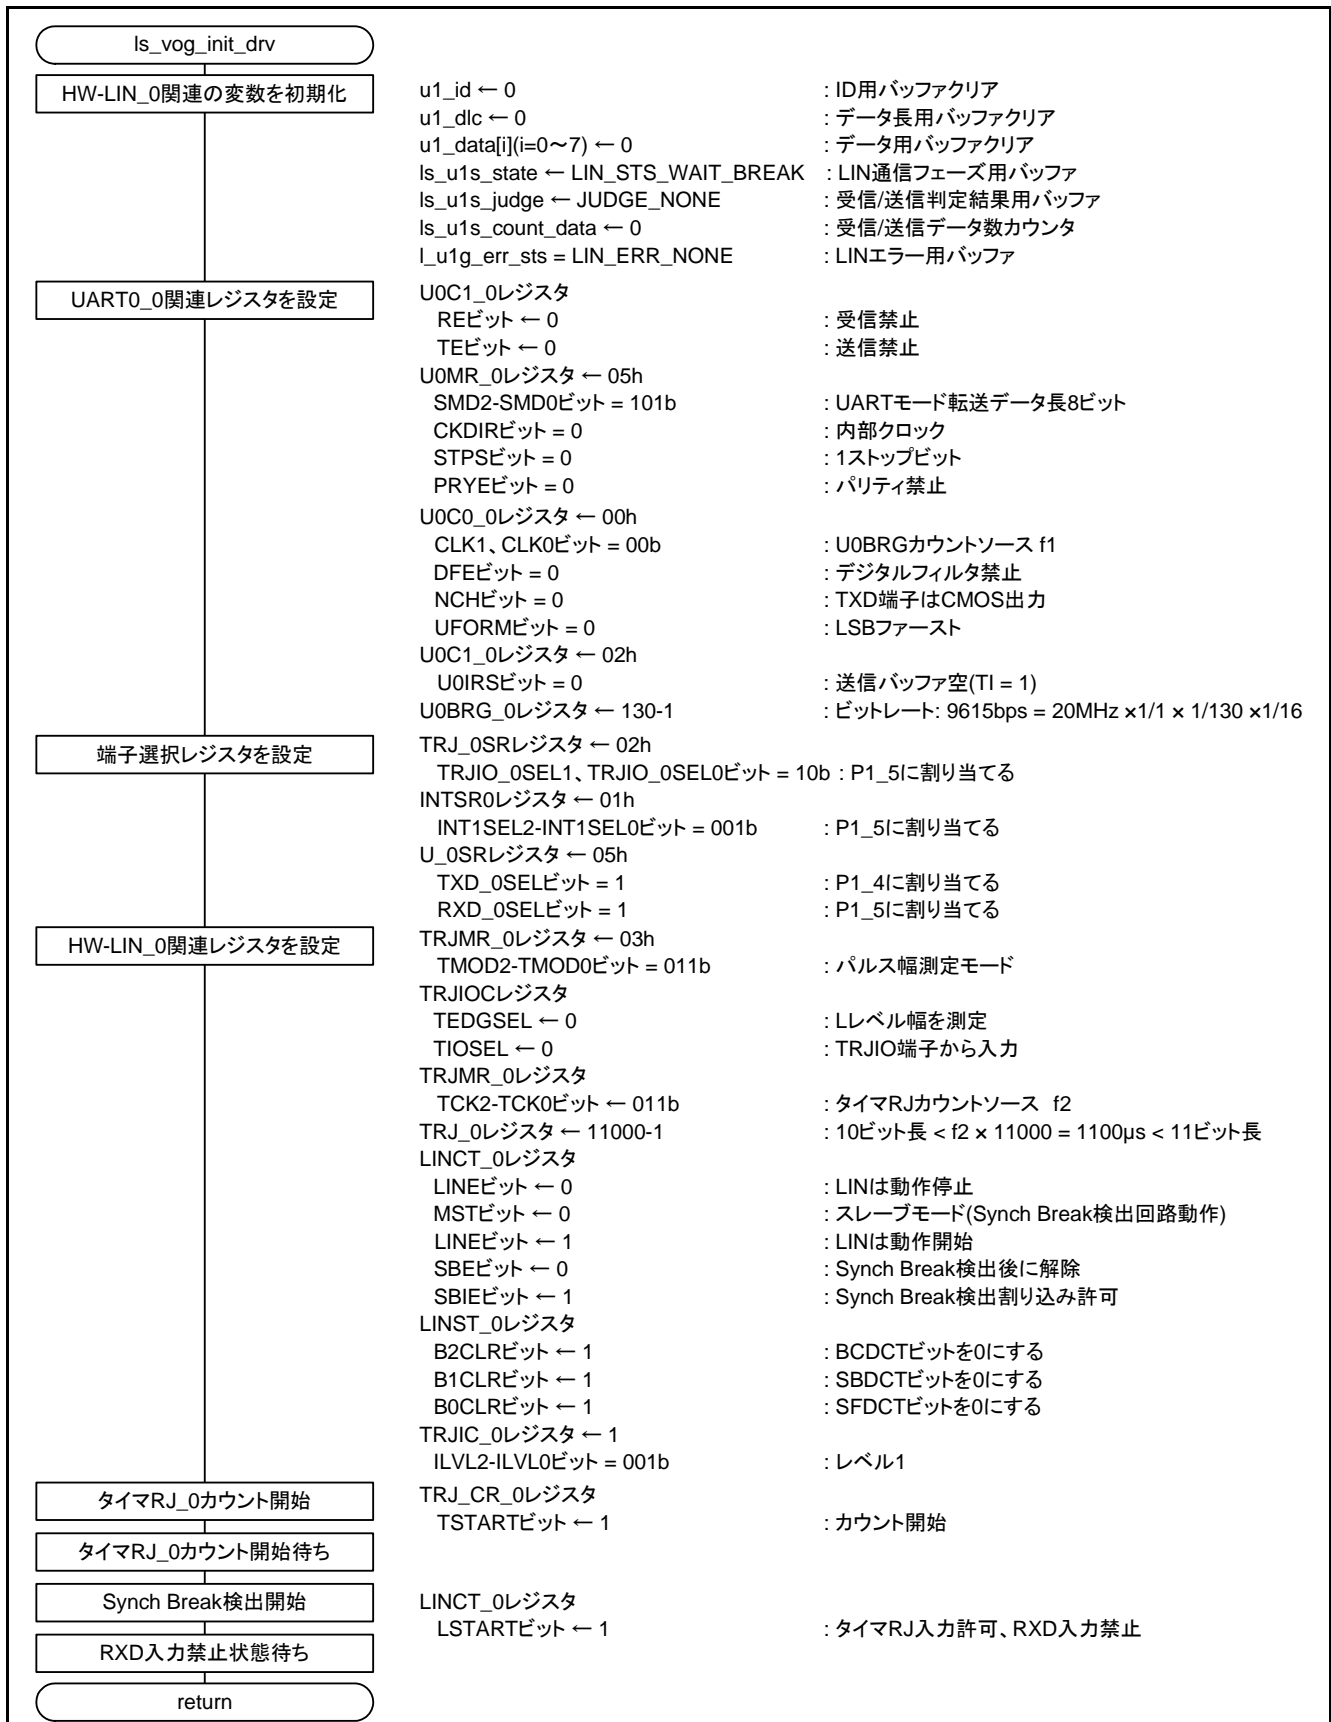 ls_vog_init_drv
HW-LIN_0関連の変数を初期化
u1_id ← 0 : ID用バッファクリア
u1_dlc ← 0 : データ長用バッファクリア
u1_data[i](i=0～7) ← 0 : データ用バッファクリア
ls_u1s_state ← LIN_STS_WAIT_BREAK : LIN通信フェーズ用バッファ
ls_u1s_judge ← JUDGE_NONE : 受信/送信判定結果用バッファ
ls_u1s_count_data ← 0 : 受信/送信データ数カウンタ
l_u1g_err_sts = LIN_ERR_NONE : LINエラー用バッファ
UART0_0関連レジスタを設定
U0C1_0レジスタ
REビット ← 0 : 受信禁止
TEビット ← 0 : 送信禁止
U0MR_0レジスタ ← 05h
SMD2-SMD0ビット = 101b : UARTモード転送データ長8ビット
CKDIRビット = 0 : 内部クロック
STPSビット = 0 : 1ストップビット
PRYEビット = 0 : パリティ禁止
U0C0_0レジスタ ← 00h
CLK1、CLK0ビット = 00b : U0BRGカウントソース f1
DFEビット = 0 : デジタルフィルタ禁止
NCHビット = 0 : TXD端子はCMOS出力
UFORMビット = 0 : LSBファースト
U0C1_0レジスタ ← 02h
U0IRSビット = 0 : 送信バッファ空(TI = 1)
U0BRG_0レジスタ ← 130-1 : ビットレート: 9615bps = 20MHz ×1/1 × 1/130 ×1/16
端子選択レジスタを設定
TRJ_0SRレジスタ ← 02h
TRJIO_0SEL1、TRJIO_0SEL0ビット = 10b : P1_5に割り当てる
INTSR0レジスタ ← 01h
INT1SEL2-INT1SEL0ビット = 001b : P1_5に割り当てる
U_0SRレジスタ ← 05h
TXD_0SELビット = 1 : P1_4に割り当てる
RXD_0SELビット = 1 : P1_5に割り当てる
HW-LIN_0関連レジスタを設定
TRJMR_0レジスタ ← 03h
TMOD2-TMOD0ビット = 011b : パルス幅測定モード
TRJIOCレジスタ
TEDGSEL ← 0 : Lレベル幅を測定
TIOSEL ← 0 : TRJIO端子から入力
TRJMR_0レジスタ
TCK2-TCK0ビット ← 011b : タイマRJカウントソース f2
TRJ_0レジスタ ← 11000-1 : 10ビット長 < f2 × 11000 = 1100μs < 11ビット長
LINCT_0レジスタ
LINEビット ← 0 : LINは動作停止
MSTビット ← 0 : スレーブモード(Synch Break検出回路動作)
LINEビット ← 1 : LINは動作開始
SBEビット ← 0 : Synch Break検出後に解除
SBIEビット ← 1 : Synch Break検出割り込み許可
LINST_0レジスタ
B2CLRビット ← 1 : BCDCTビットを0にする
B1CLRビット ← 1 : SBDCTビットを0にする
B0CLRビット ← 1 : SFDCTビットを0にする
TRJIC_0レジスタ ← 1
ILVL2-ILVL0ビット = 001b : レベル1
タイマRJ_0カウント開始
TRJ_CR_0レジスタ
TSTARTビット ← 1 : カウント開始
タイマRJ_0カウント開始待ち
Synch Break検出開始
LINCT_0レジスタ
LSTARTビット ← 1 : タイマRJ入力許可、RXD入力禁止
RXD入力禁止状態待ち
return